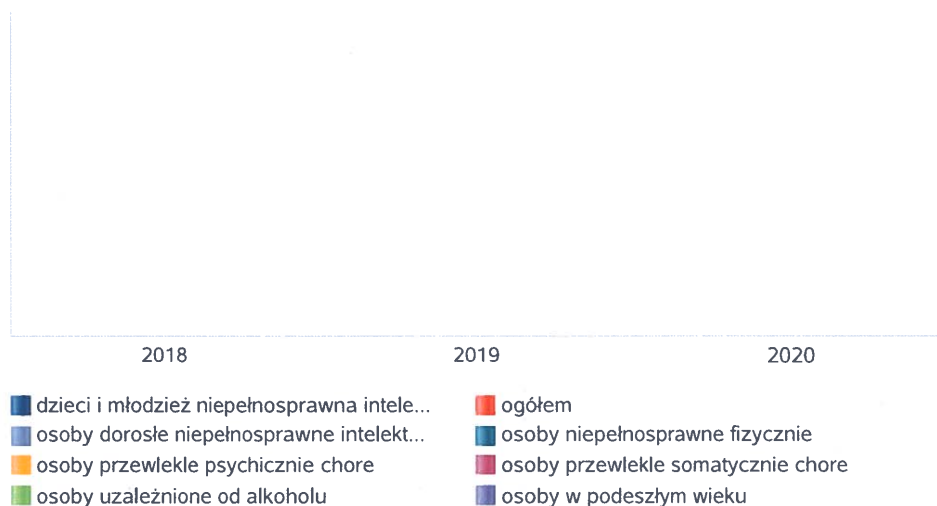 2018 2019 2020
dzieci i młodzież niepełnosprawna intele... ogółem
osoby dorosłe niepełnosprawne intelekt... osoby niepełnosprawne fizycznie
osoby przewlekle psychicznie chore osoby przewlekle somatycznie chore
osoby uzależnione od alkoholu osoby w podeszłym wieku